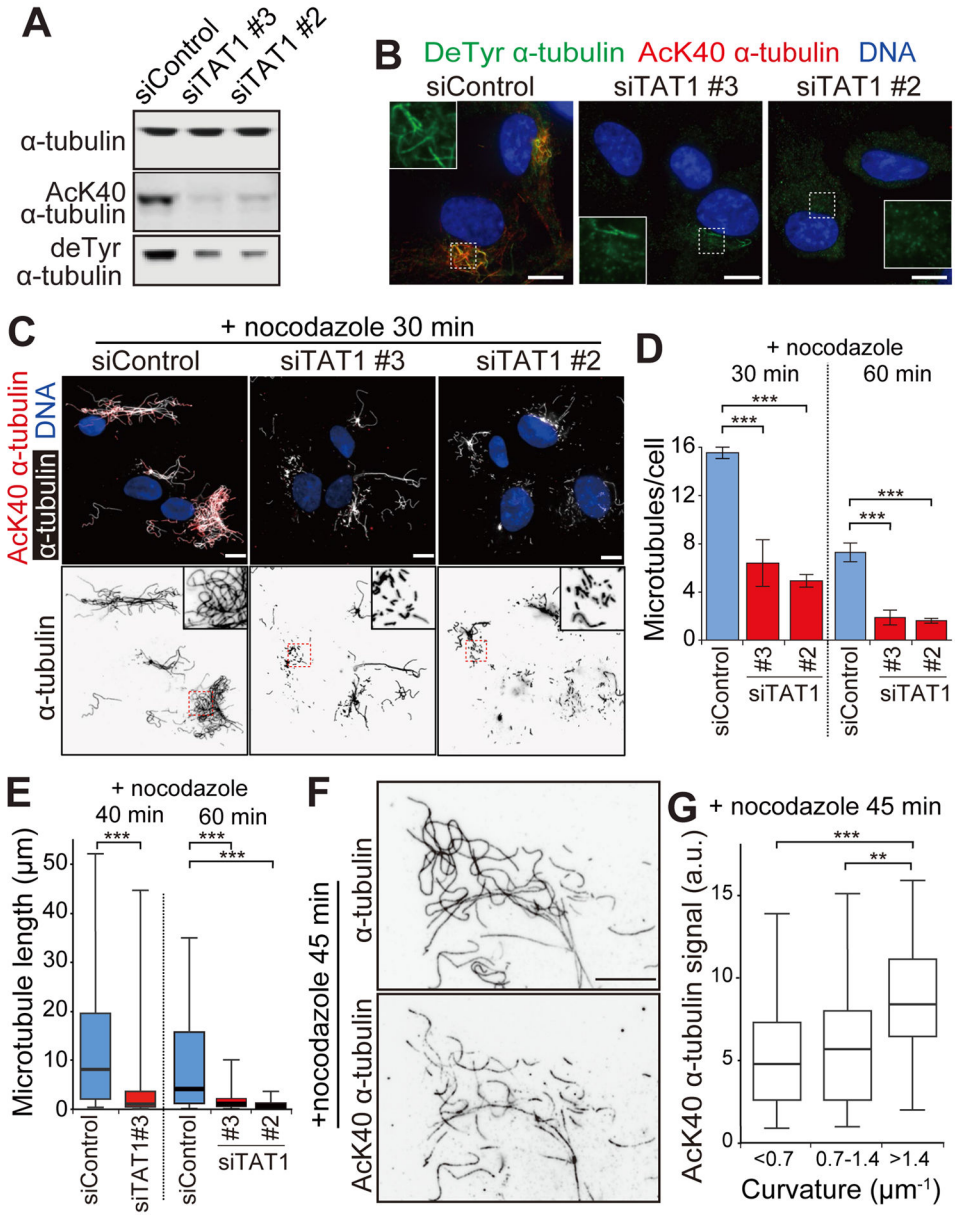 A
siControl
siTAT1 #3
siTAT1 #2
α-tubulin
AcK40
α-tubulin
deTyr
α-tubulin
B
DeTyr α-tubulin AcK40 α-tubulin DNA
siControl siTAT1 #3 siTAT1 #2
C
+ nocodazole 30 min
siControl siTAT1 #3 siTAT1 #2
AcK40 α-tubulin
α-tubulin DNA
α-tubulin
D
+ nocodazole
30 min 60 min
Microtubes/cell
16
12
8
4
0
*** *** *** ***
siControl #3 #2 siControl #3 #2
siTAT1 siTAT1
E
+ nocodazole
40 min 60 min
Microtubule length (µm)
50
40
30
20
10
0
*** *** ***
siControl siTAT1#3 siControl #3 #2
siTAT1
F
+nocodazole 45 min
α-tubulin
AcK40 α-tubulin
G
+ nocodazole 45 min
AcK40 α-tubulin signal (a.u.)
15
10
5
0
***
**
<0.7 0.7-1.4 >1.4
Curvature (µm⁻¹)